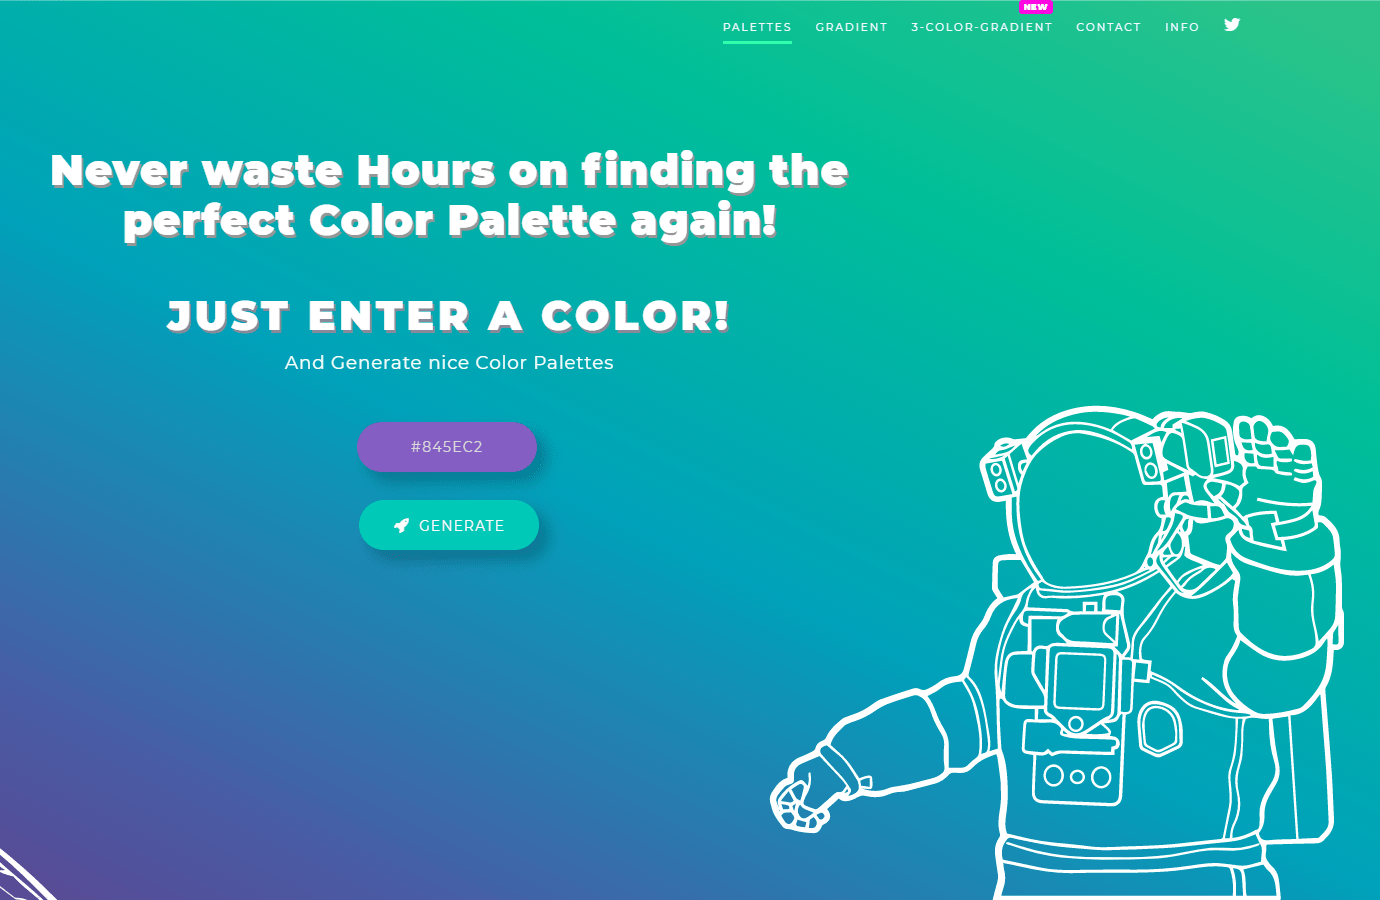 NEW
PALETTES GRADIENT 3-COLOR-GRADIENT CONTACT INFO
Never waste Hours on finding the
perfect Color Palette again!
JUST ENTER A COLOR!
And Generate nice Color Palettes
#845EC2
GENERATE